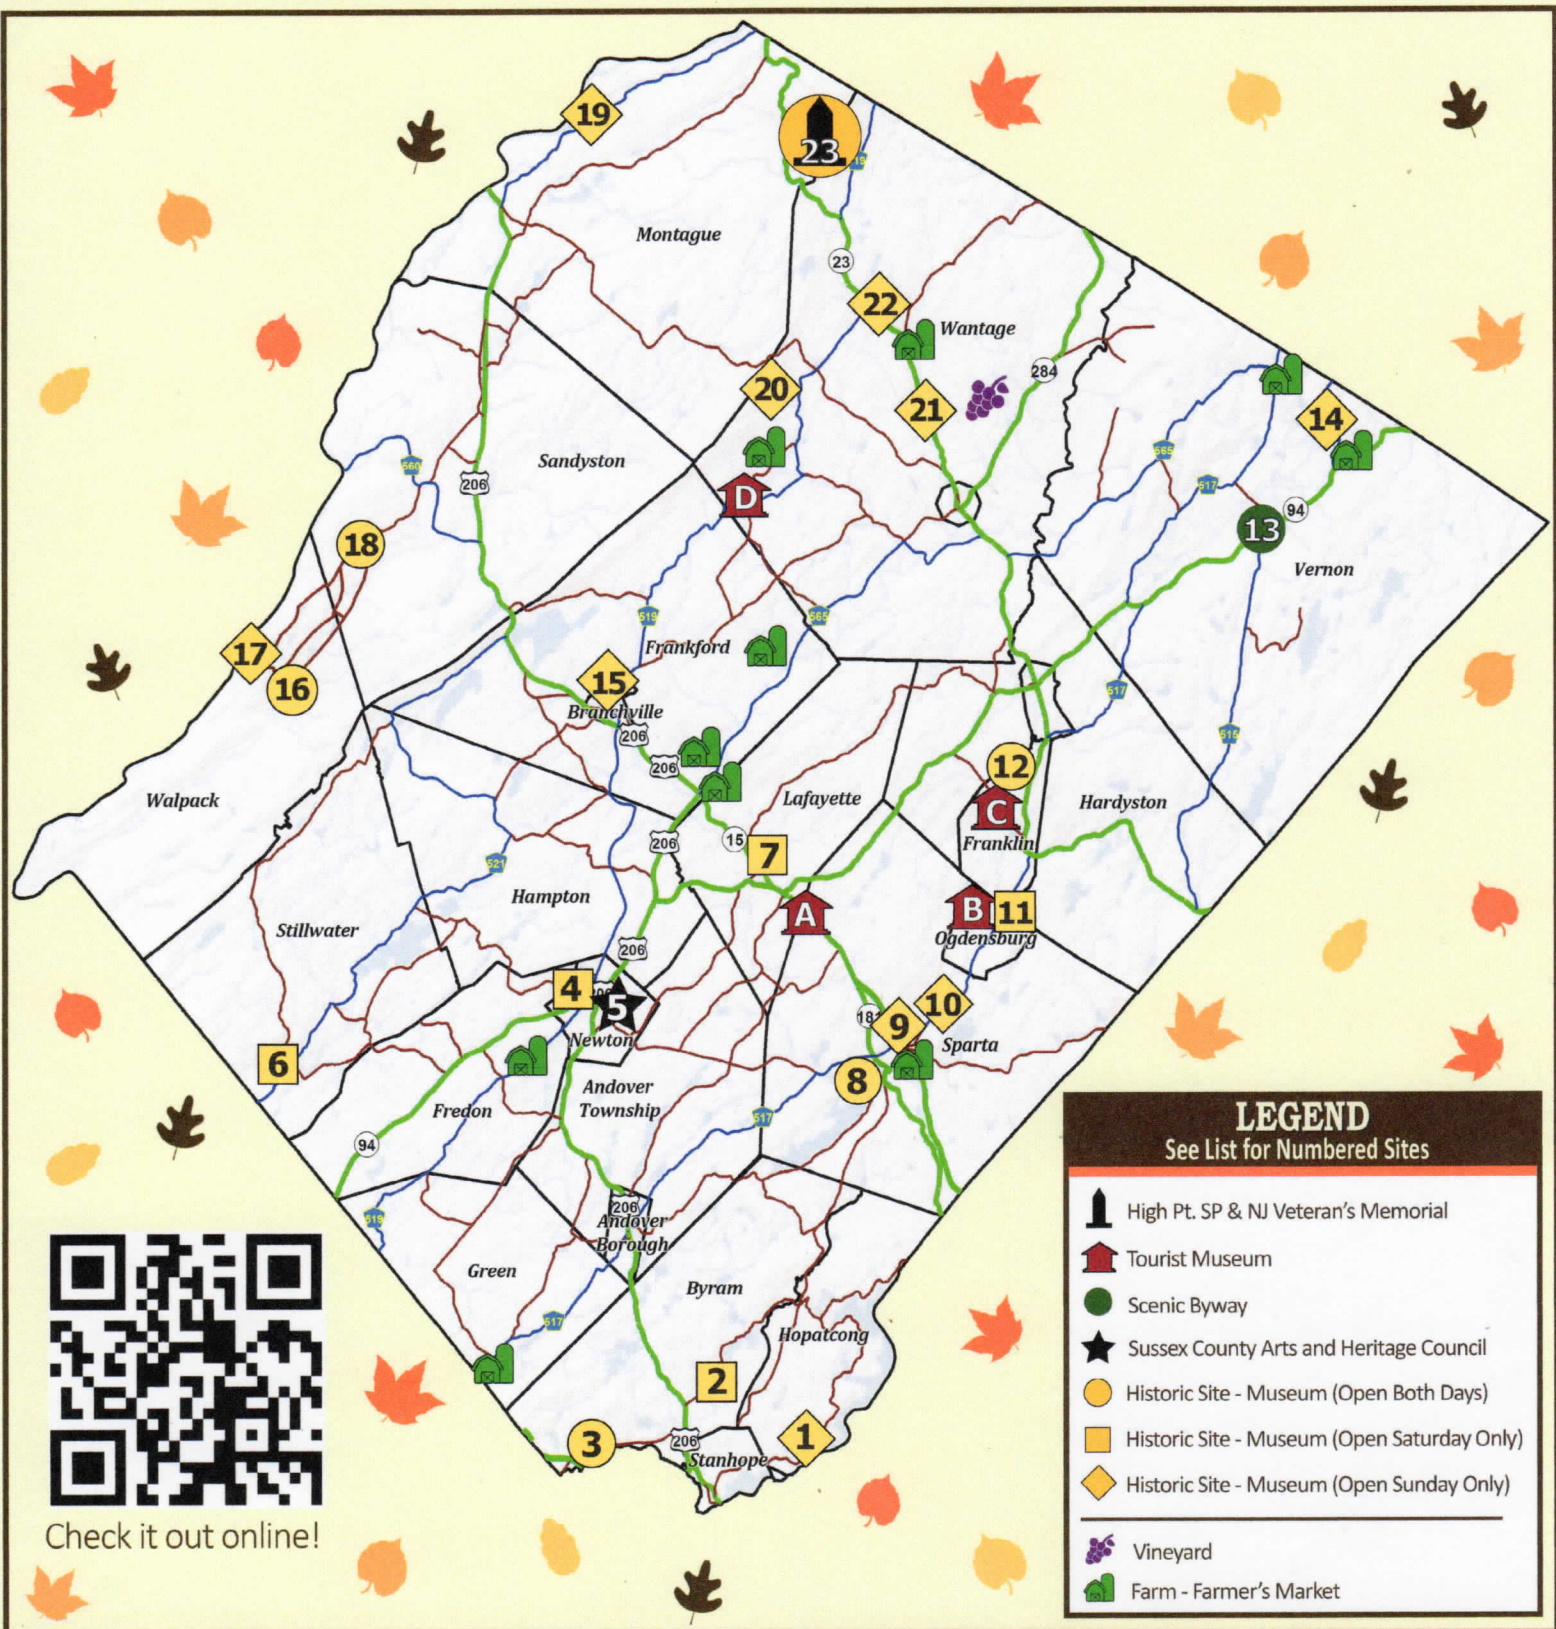 19
23
19
Montague
23
22
Wantage
284
20
21
14
565
517
94
13
Vernon
Sandyston
560
206
D
18
519
565
Frankford
17
16
15
Branchville
206
206
517
515
12
C
Franklin
Hardyston
Lafayette
Walpack
206
15
7
521
Hampton
A
B
11
Ogdensburg
Stillwater
206
4
5
Newton
10
181
9
Sparta
6
8
Andover
Township
517
Fredon
94
519
206
Andover
Borough
Green
Byram
517
Hopatcong
2
3
206
1
Stanhope
LEGEND
See List for Numbered Sites
High Pt. SP & NJ Veteran's Memorial
Tourist Museum
Scenic Byway
Sussex County Arts and Heritage Council
Historic Site - Museum (Open Both Days)
Historic Site - Museum (Open Saturday Only)
Historic Site - Museum (Open Sunday Only)
Vineyard
Farm - Farmer's Market
Check it out online!